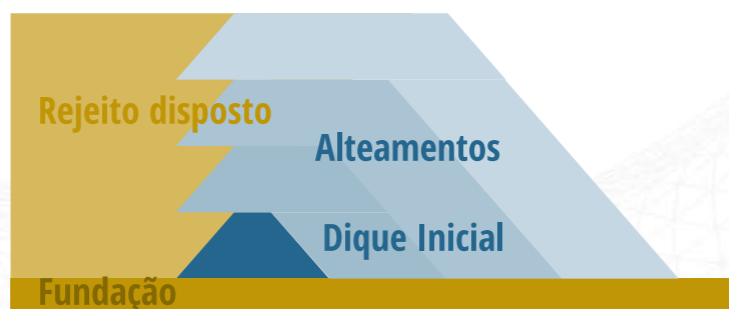 Rejeito disposto
Alteamentos
Dique Inicial
Fundação